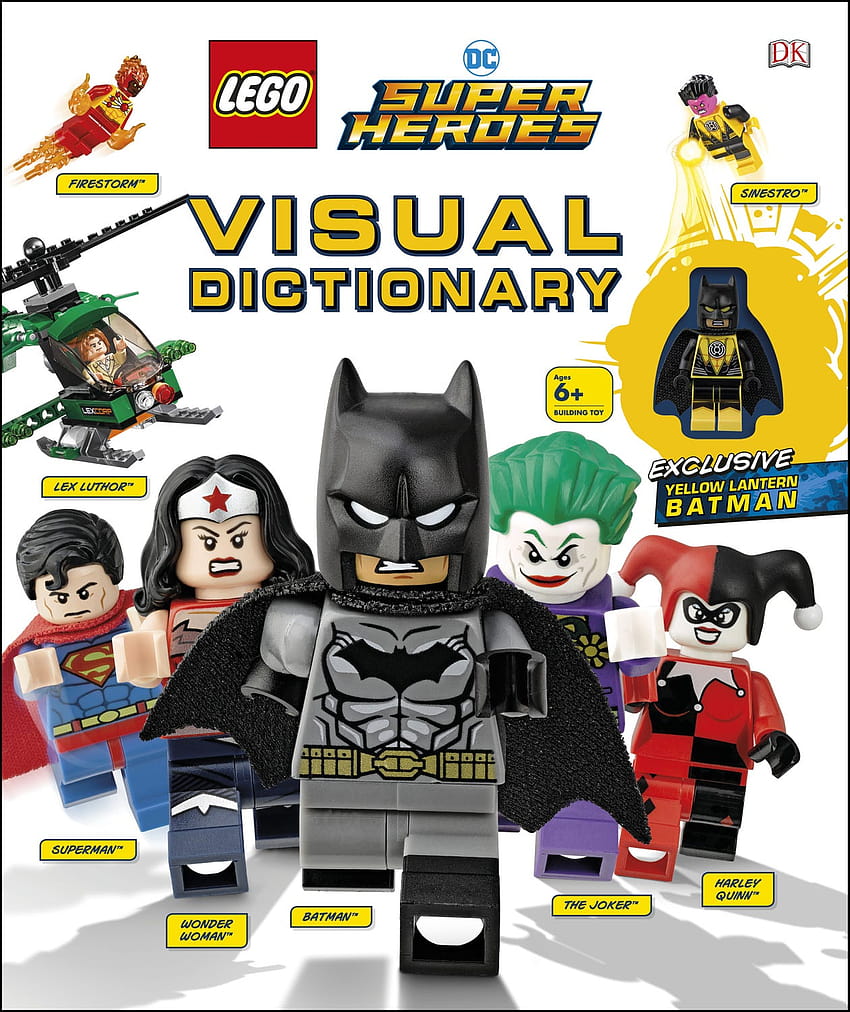 LEGO
DC
SUPER
HEROES
DK
FIRESTORM™
SINESTRO™
VISUAL
DICTIONARY
LEXCORP
Ages
6+
BUILDING TOY
EXCLUSIVE
YELLOW LANTERN
BATMAN
LEX LUTHOR™
S
SUPERMAN™
WONDER
WOMAN™
BATMAN™
THE JOKER™
HARLEY
QUINN™